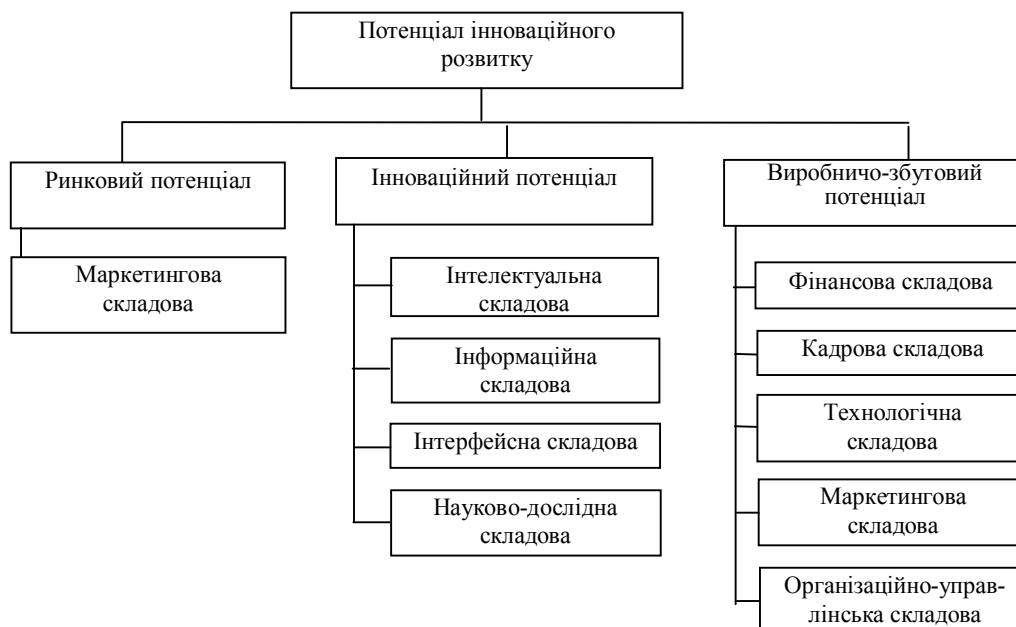 Потенціал інноваційного
розвитку
Ринковий потенціал
Маркетингова
складова
Інноваційний потенціал
Інтелектуальна
складова
Інформаційна
складова
Інтерфейсна складова
Науково-дослідна
складова
Виробничо-збутовий
потенціал
Фінансова складова
Кадрова складова
Технологічна
складова
Маркетингова
складова
Організаційно-управ-
лінська складова